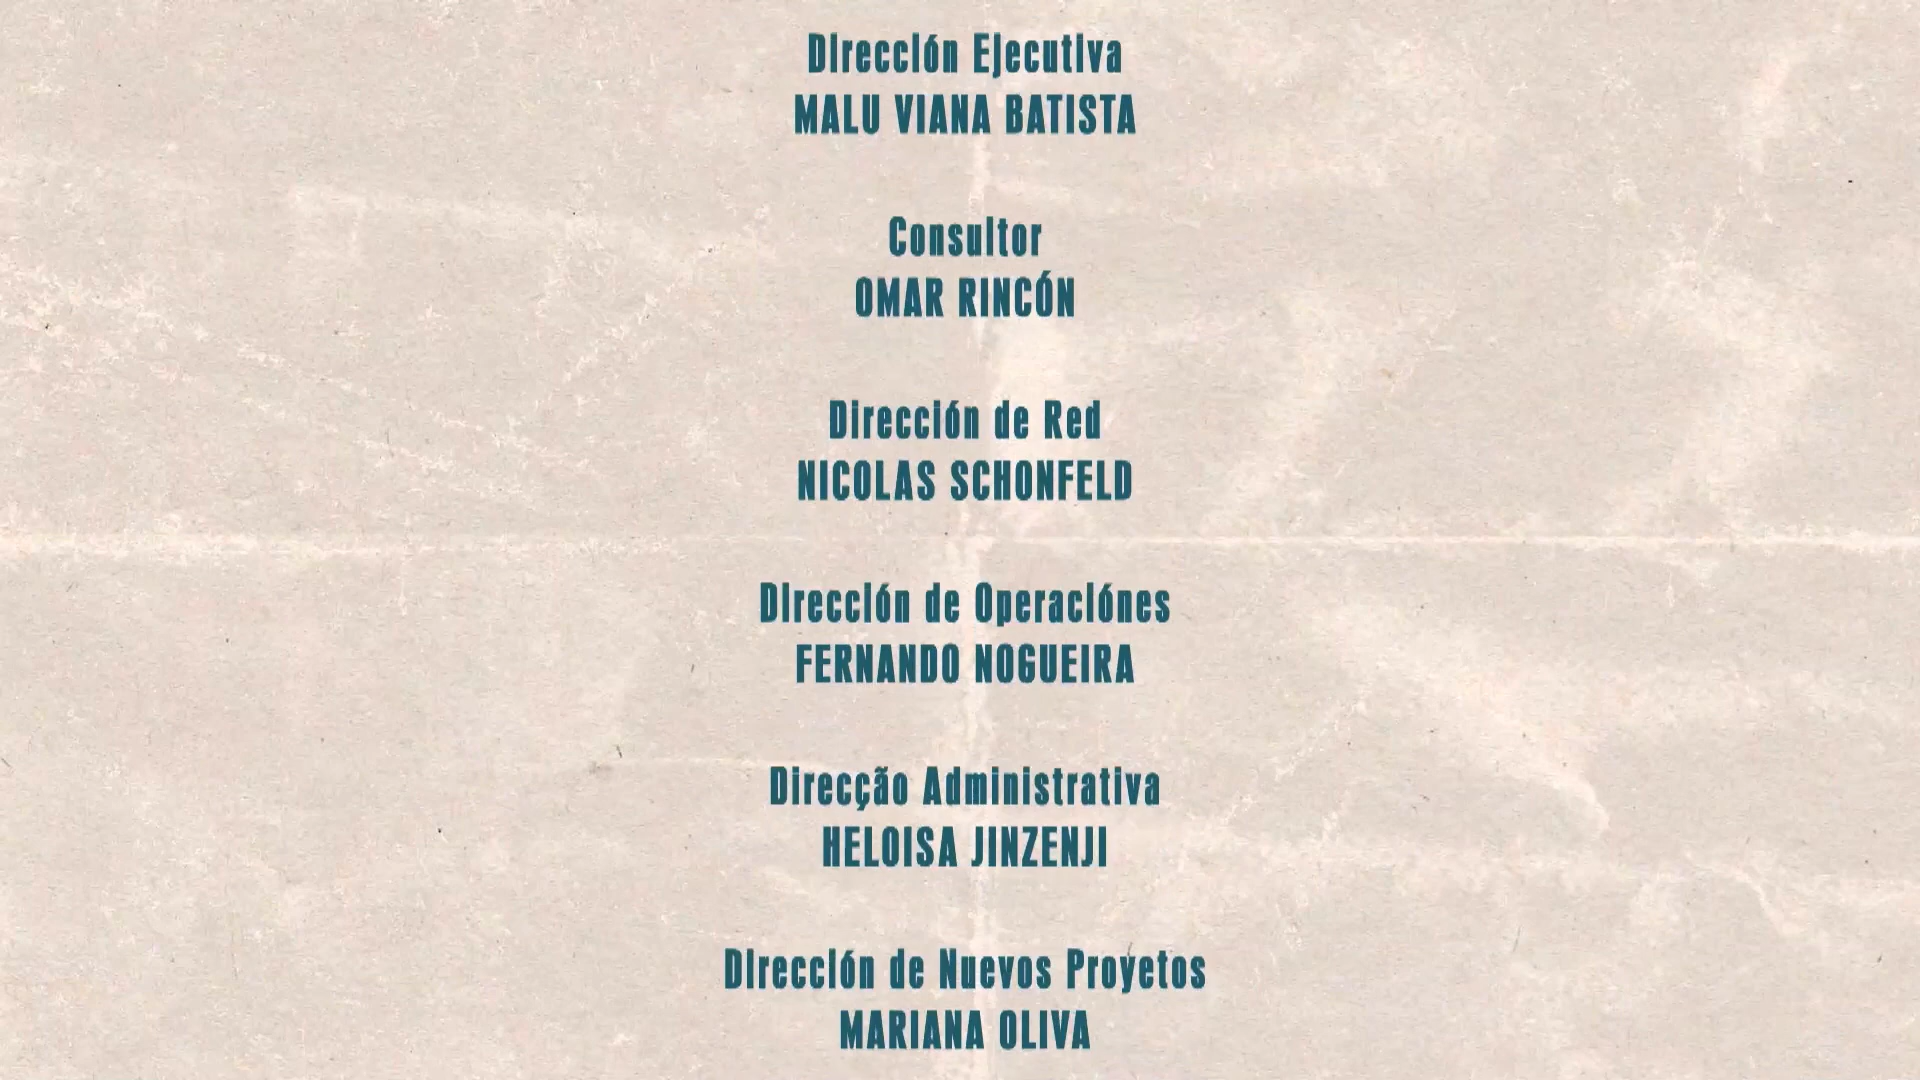 Dirección Ejecutiva
MALU VIANA BATISTA
Consultor
OMAR RINCÓN
Dirección de Red
NICOLAS SCHONFELD
Dirección de Operaciónes
FERNANDO NOGUEIRA
Direcção Administrativa
HELOISA JINZENJI
Dirección de Nuevos Proyetos
MARIANA OLIVA